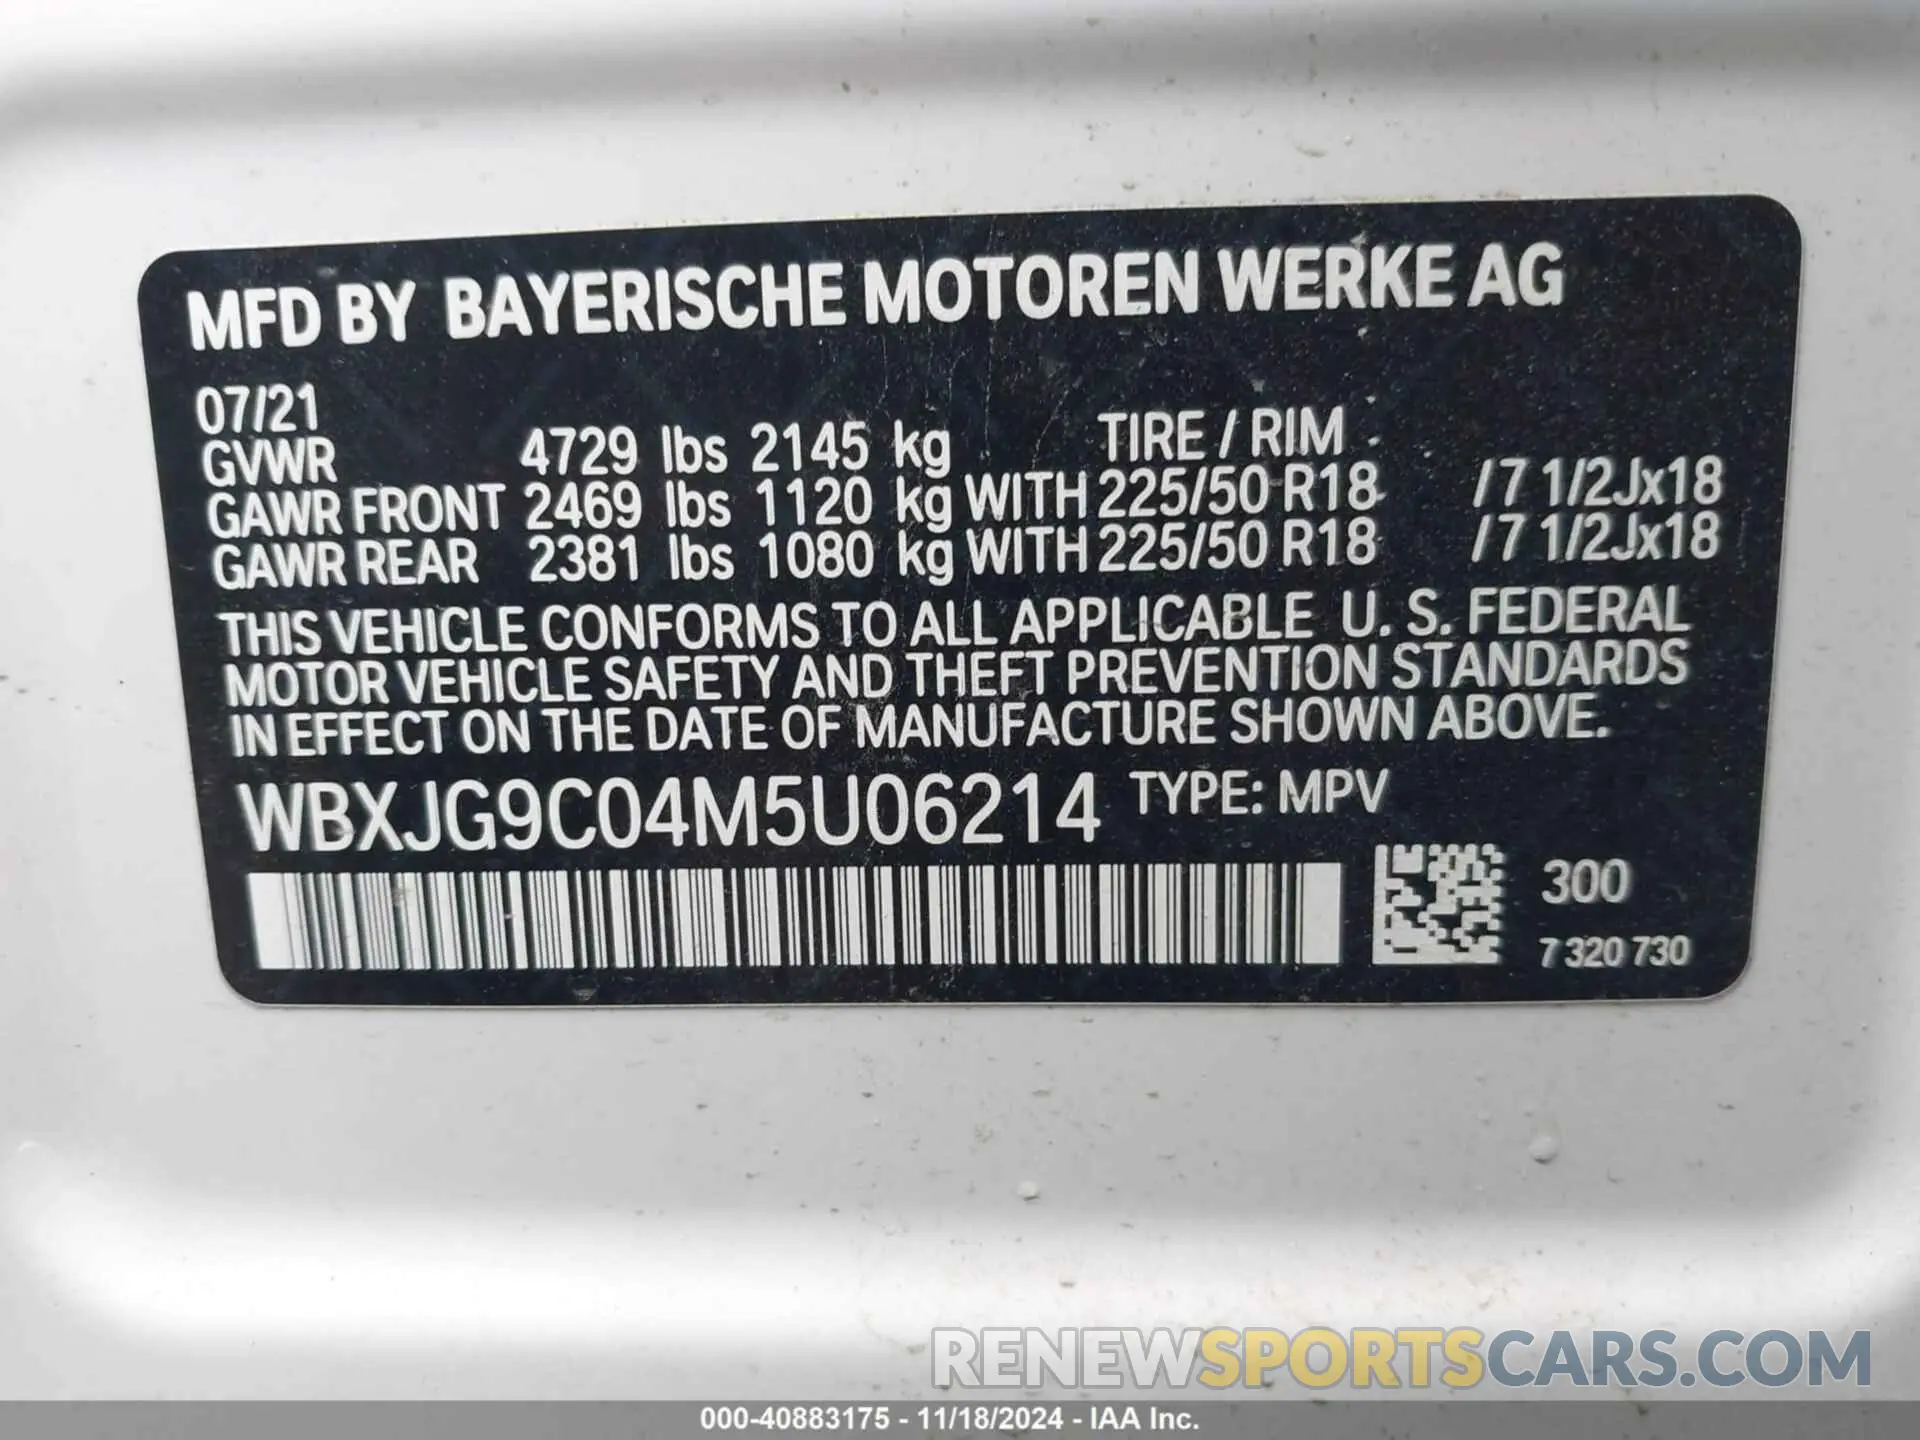 MFD BY BAYERISCHE MOTOREN WERKE AG
07/21
GVWR 4729 lbs 2145 kg TIRE / RIM
GAWR FRONT 2469 lbs 1120 kg WITH 225/50 R18 /7 1/2Jx18
GAWR REAR 2381 lbs 1080 kg WITH 225/50 R18 /7 1/2Jx18
THIS VEHICLE CONFORMS TO ALL APPLICABLE U. S. FEDERAL
MOTOR VEHICLE SAFETY AND THEFT PREVENTION STANDARDS
IN EFFECT ON THE DATE OF MANUFACTURE SHOWN ABOVE.
WBXJG9C04M5U06214 TYPE: MPV
300
7 320 730
RENEWSPORTSCARS.COM
000-40883175 - 11/18/2024 - IAA Inc.